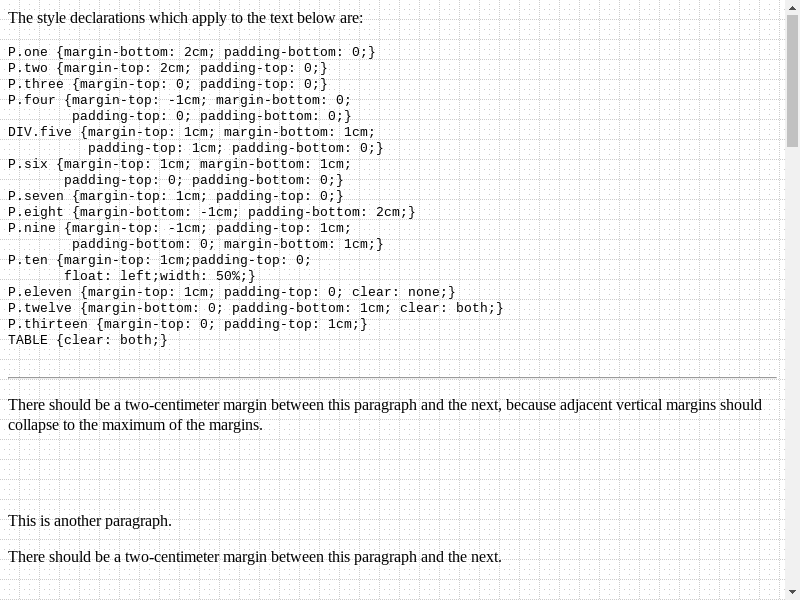 The style declarations which apply to the text below are:
P.one {margin-bottom: 2cm; padding-bottom: 0;}
P.two {margin-top: 2cm; padding-top: 0;}
P.three {margin-top: 0; padding-top: 0;}
P.four {margin-top: -1cm; margin-bottom: 0;
padding-top: 0; padding-bottom: 0;}
DIV.five {margin-top: 1cm; margin-bottom: 1cm;
padding-top: 1cm; padding-bottom: 0;}
P.six {margin-top: 1cm; margin-bottom: 1cm;
padding-top: 0; padding-bottom: 0;}
P.seven {margin-top: 1cm; padding-top: 0;}
P.eight {margin-bottom: -1cm; padding-bottom: 2cm;}
P.nine {margin-top: -1cm; padding-top: 1cm;
padding-bottom: 0; margin-bottom: 1cm;}
P.ten {margin-top: 1cm;padding-top: 0;
float: left;width: 50%;}
P.eleven {margin-top: 1cm; padding-top: 0; clear: none;}
P.twelve {margin-bottom: 0; padding-bottom: 1cm; clear: both;}
P.thirteen {margin-top: 0; padding-top: 1cm;}
TABLE {clear: both;}
There should be a two-centimeter margin between this paragraph and the next, because adjacent vertical margins should
collapse to the maximum of the margins.
This is another paragraph.
There should be a two-centimeter margin between this paragraph and the next.